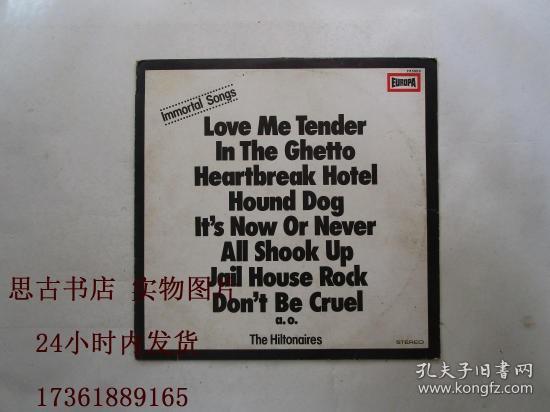 EUROPA
Immortal Songs
Love Me Tender
In The Ghetto
Heartbreak Hotel
Hound Dog
It's Now Or Never
All Shook Up
Jail House Rock
Don't Be Cruel
a.o.
The Hiltonaires
STEREO
思古书店 实物图片
24小时内发货
17361889165
孔夫子旧书网
www.kongfz.com